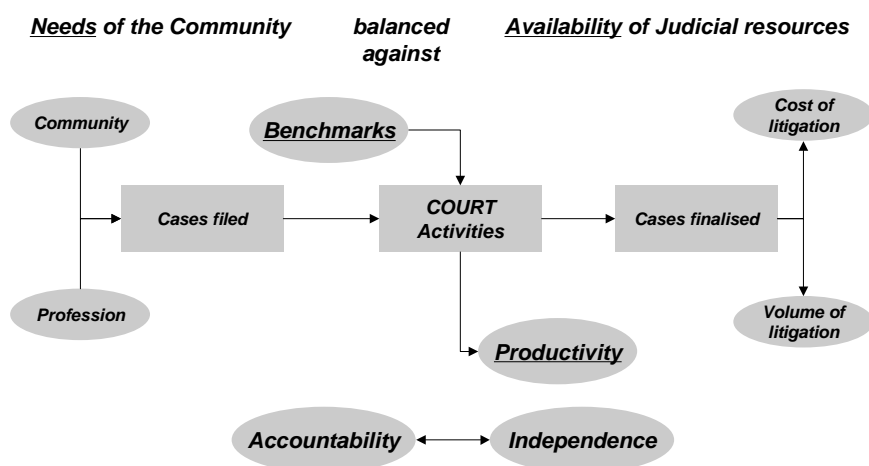 Needs of the Community balanced against Availability of Judicial resources
Community
Benchmarks
Cost of
litigation
Cases filed
COURT
Activities
Cases finalised
Profession
Volume of
litigation
Productivity
Accountability
Independence